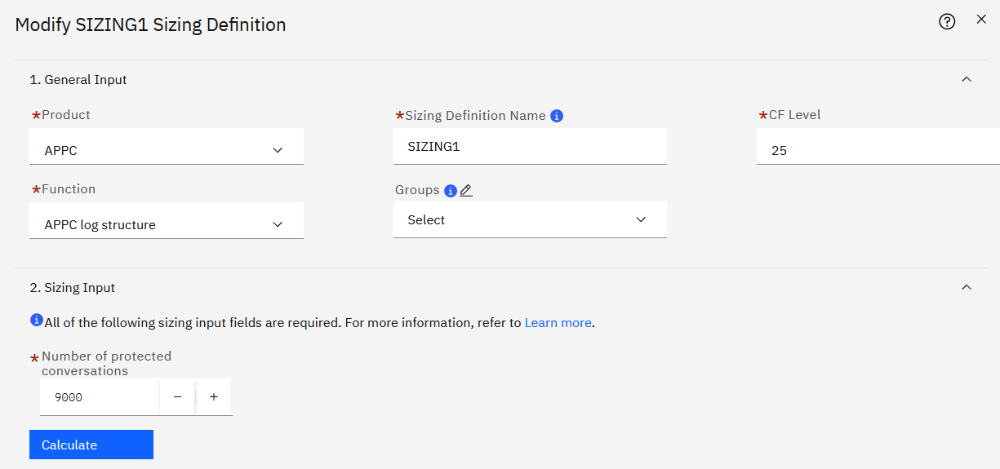 Modify SIZING1 Sizing Definition
1. General Input
*Product
*Sizing Definition Name
*CF Level
APPC
SIZING1
25
*Function
Groups
APPC log structure
Select
2. Sizing Input
All of the following sizing input fields are required. For more information, refer to Learn more.
*Number of protected
conversations
9000
Calculate